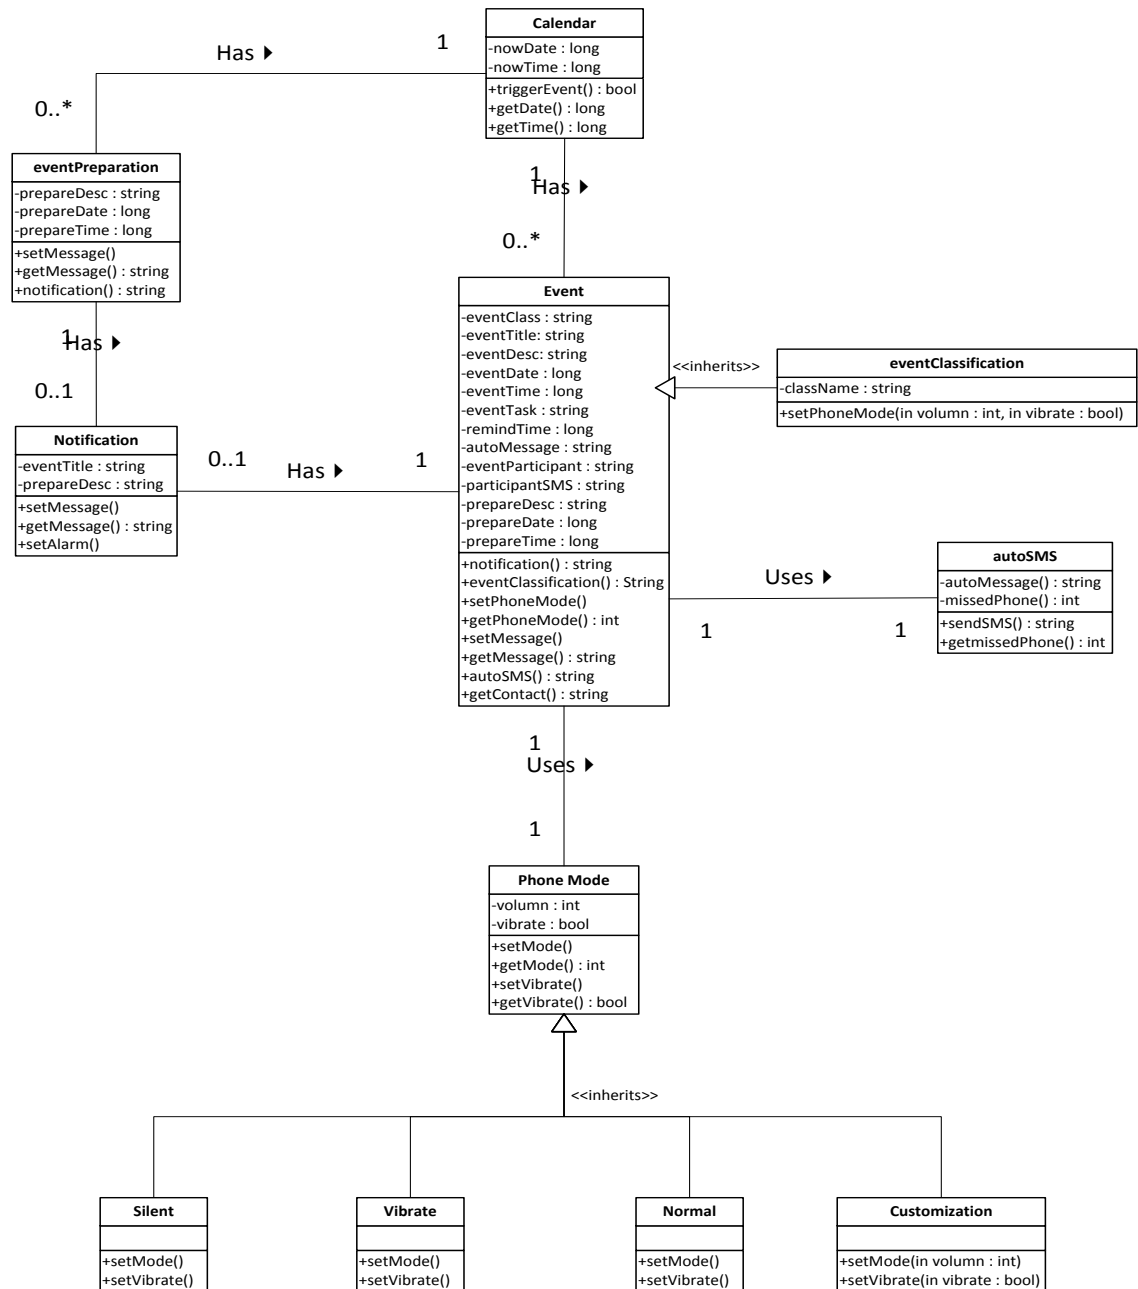 Calendar
-nowDate : long
-nowTime : long
+triggerEvent() : bool
+getDate() : long
+getTime() : long
Has
1
0..*
eventPreparation
-prepareDesc : string
-prepareDate : long
-prepareTime : long
+setMessage()
+getMessage() : string
+notification() : string
1
Has
0..*
Event
-eventClass : string
-eventTitle: string
-eventDesc: string
-eventDate : long
-eventTime : long
-eventTask : string
-remindTime : long
-autoMessage : string
-eventParticipant : string
-participantSMS : string
-prepareDesc : string
-prepareDate : long
-prepareTime : long
+notification() : string
+eventClassification() : String
+setPhoneMode()
+getPhoneMode() : int
+setMessage()
+getMessage() : string
+autoSMS() : string
+getContact() : string
<<inherits>>
eventClassification
-className : string
+setPhoneMode(in volumn : int, in vibrate : bool)
1
Has
0..1
Notification
-eventTitle : string
-prepareDesc : string
+setMessage()
+getMessage() : string
+setAlarm()
0..1
Has
1
Uses
1
1
autoSMS
-autoMessage() : string
-missedPhone() : int
+sendSMS() : string
+getmissedPhone() : int
1
Uses
1
Phone Mode
-volumn : int
-vibrate : bool
+setMode()
+getMode() : int
+setVibrate()
+getVibrate() : bool
<<inherits>>
Silent
+setMode()
+setVibrate()
Vibrate
+setMode()
+setVibrate()
Normal
+setMode()
+setVibrate()
Customization
+setMode(in volumn : int)
+setVibrate(in vibrate : bool)